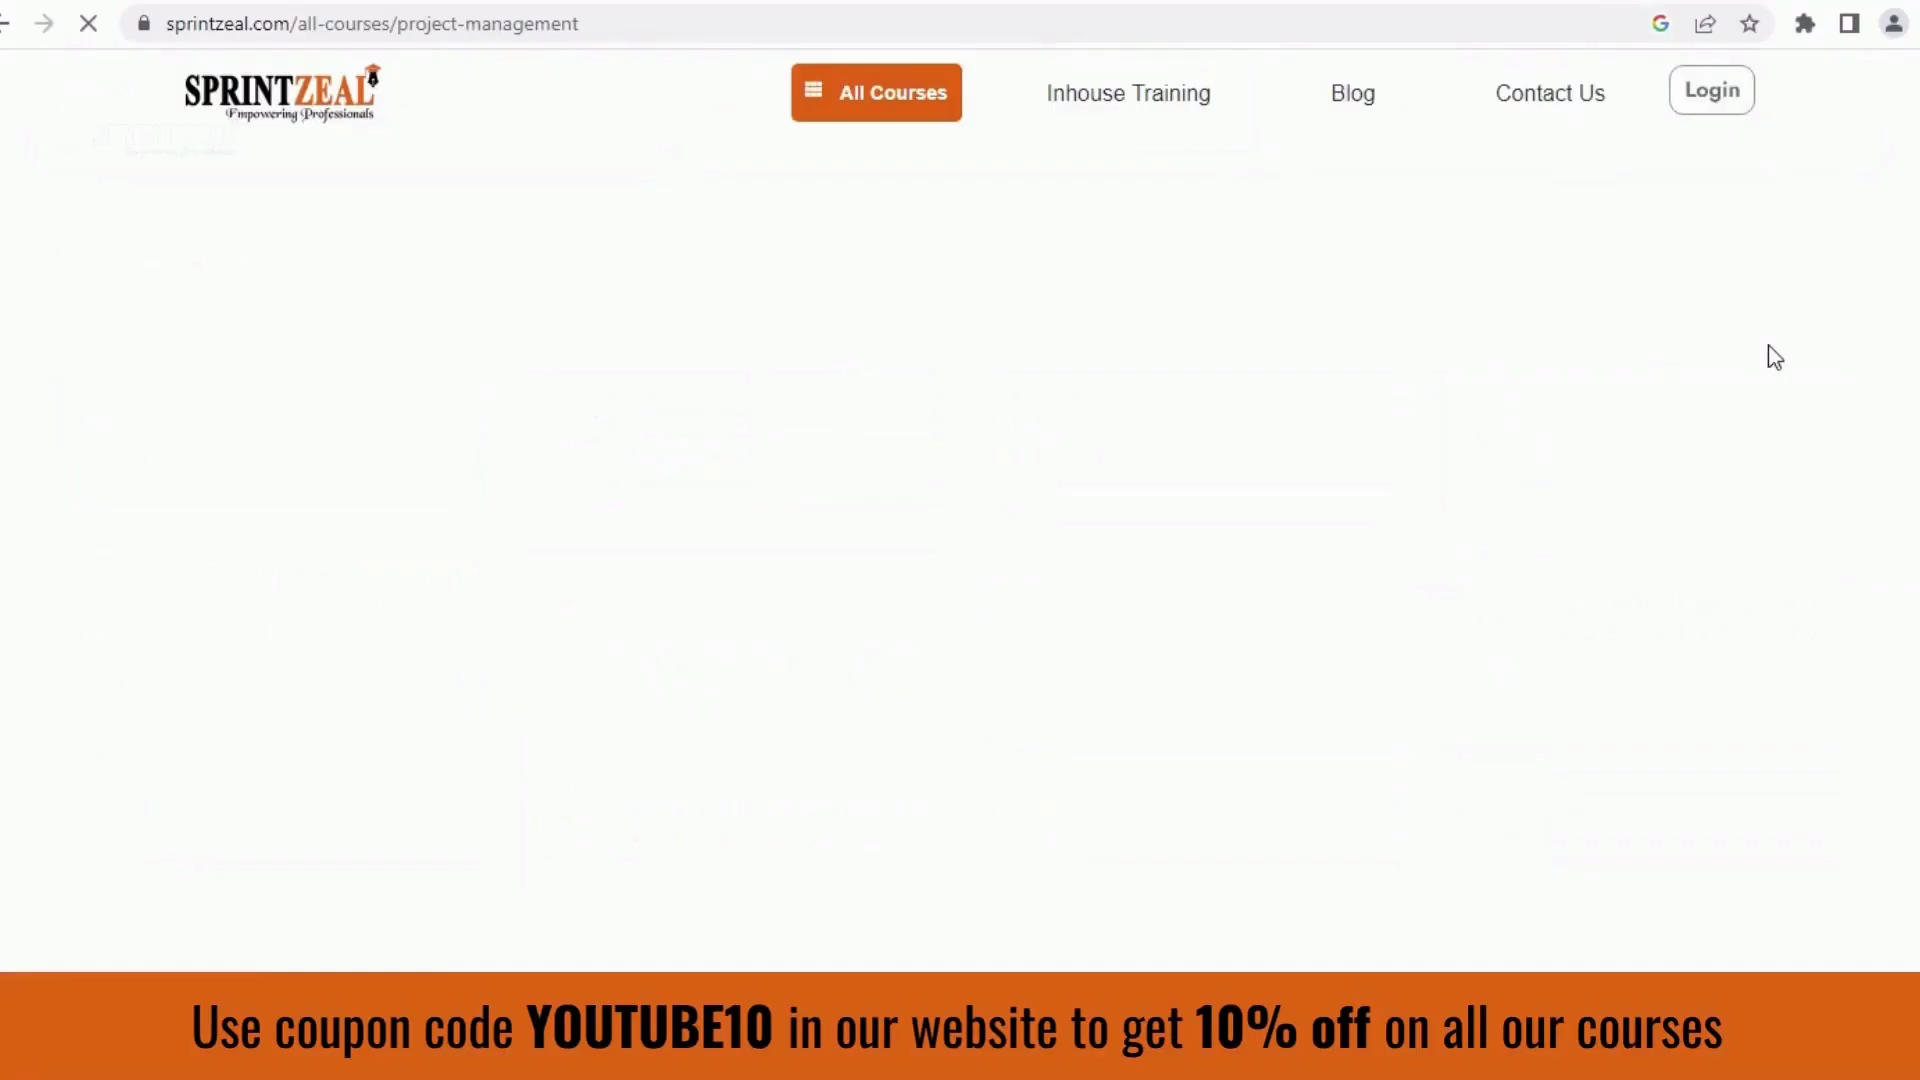 sprintzeal.com/all-courses/project-management
SPRINTZEAL
Empowering Professionals
All Courses
Inhouse Training
Blog
Contact Us
Login
Use coupon code YOUTUBE10 in our website to get 10% off on all our courses